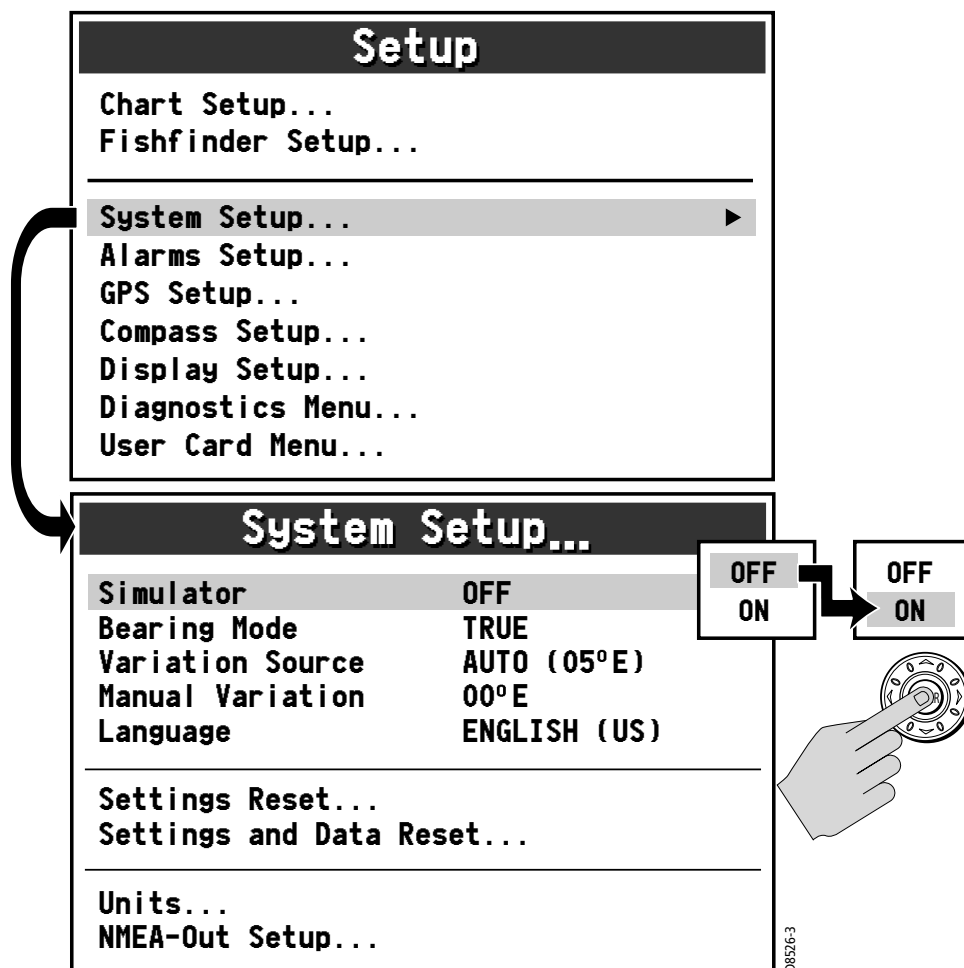 Setup
Chart Setup...
Fishfinder Setup...
System Setup...
Alarms Setup...
GPS Setup...
Compass Setup...
Display Setup...
Diagnostics Menu...
User Card Menu...
System Setup...
Simulator OFF
Bearing Mode TRUE
Variation Source AUTO (05°E)
Manual Variation 00°E
Language ENGLISH (US)
Settings Reset...
Settings and Data Reset...
Units...
NMEA-Out Setup...
OFF
ON
OFF
ON